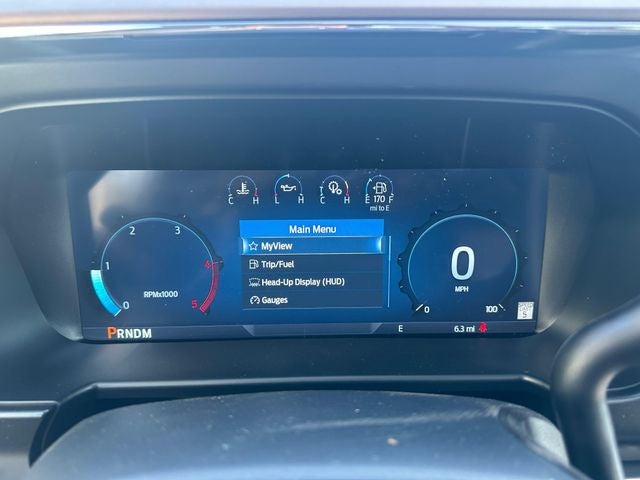 C H L H C H E 170 F
mi to E
Main Menu
MyView
Trip/Fuel
Head-Up Display (HUD)
Gauges
0 1 2 3 4 5
RPMx1000
0
MPH
0 100
PRNDM
E 6.3 mi
5